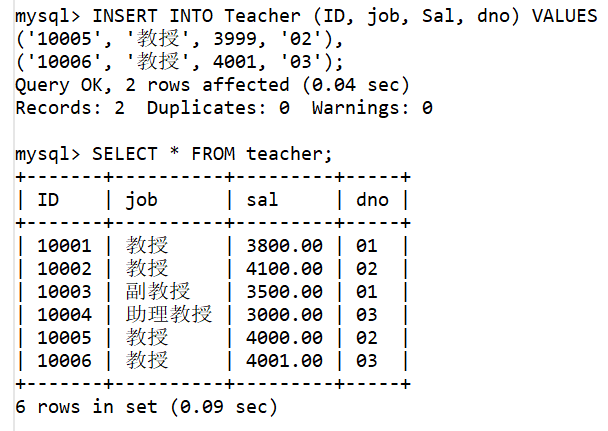 mysql> INSERT INTO Teacher (ID, job, Sal, dno) VALUES
('10005', '教授', 3999, '02'),
('10006', '教授', 4001, '03');
Query OK, 2 rows affected (0.04 sec)
Records: 2  Duplicates: 0  Warnings: 0

mysql> SELECT * FROM teacher;
+-------+----------+---------+-----+
| ID    | job      | sal     | dno |
+-------+----------+---------+-----+
| 10001 | 教授     | 3800.00 | 01  |
| 10002 | 教授     | 4100.00 | 02  |
| 10003 | 副教授   | 3500.00 | 01  |
| 10004 | 助理教授 | 3000.00 | 03  |
| 10005 | 教授     | 4000.00 | 02  |
| 10006 | 教授     | 4001.00 | 03  |
+-------+----------+---------+-----+
6 rows in set (0.09 sec)